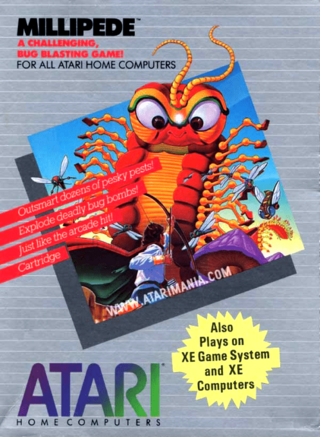 MILLIPEDE™
A CHALLENGING,
BUG BLASTING GAME!
FOR ALL ATARI HOME COMPUTERS
Outsmart dozens of pesky pests!
Explode deadly bug bombs!
Just like the arcade hit!
Cartridge
WWW.ATARIMANIA.COM
Also
Plays on
XE Game System
and XE
Computers
ATARI®
HOME COMPUTERS